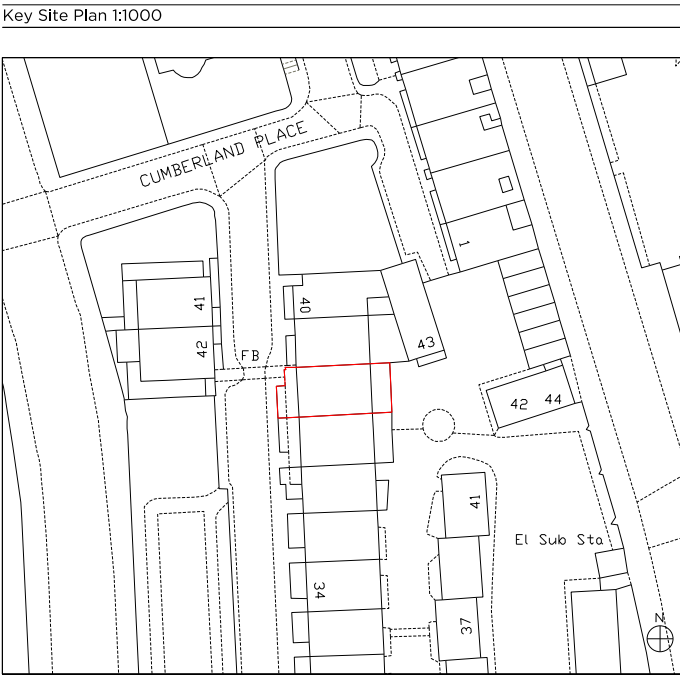 Key Site Plan 1:1000
CUMBERLAND PLACE
1
41
40
42
43
FB
42 44
41
El Sub Sta
34
37
N